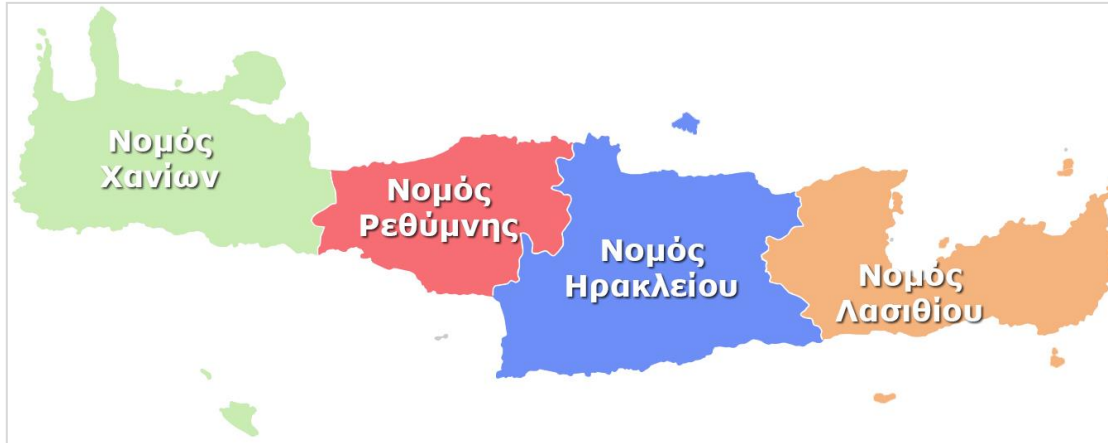 Νομός
Χανίων
Νομός
Ρεθύμνης
Νομός
Ηρακλείου
Νομός
Λασιθίου